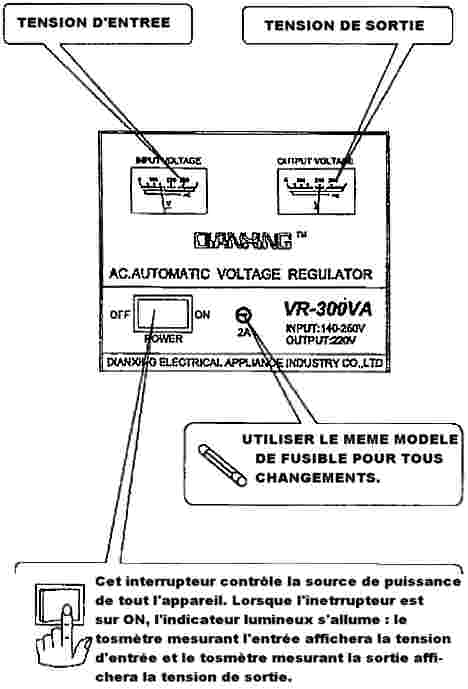 TENSION D'ENTREE
TENSION DE SORTIE
INPUT VOLTAGE
OUTPUT VOLTAGE
DIANXING™
AC.AUTOMATIC VOLTAGE REGULATOR
OFF
ON
POWER
2A
VR-300VA
INPUT:140-260V
OUTPUT:220V
DIANXING ELECTRICAL APPLIANCE INDUSTRY CO.,LTD
UTILISER LE MEME MODELE
DE FUSIBLE POUR TOUS
CHANGEMENTS.
Cet interrupteur contrôle la source de puissance
de tout l'appareil. Lorsque l'inetrrupteur est
sur ON, l'indicateur lumineux s'allume : le
tosmètre mesurant l'entrée affichera la tension
d'entrée et le tosmètre mesurant la sortie affi-
chera la tension de sortie.